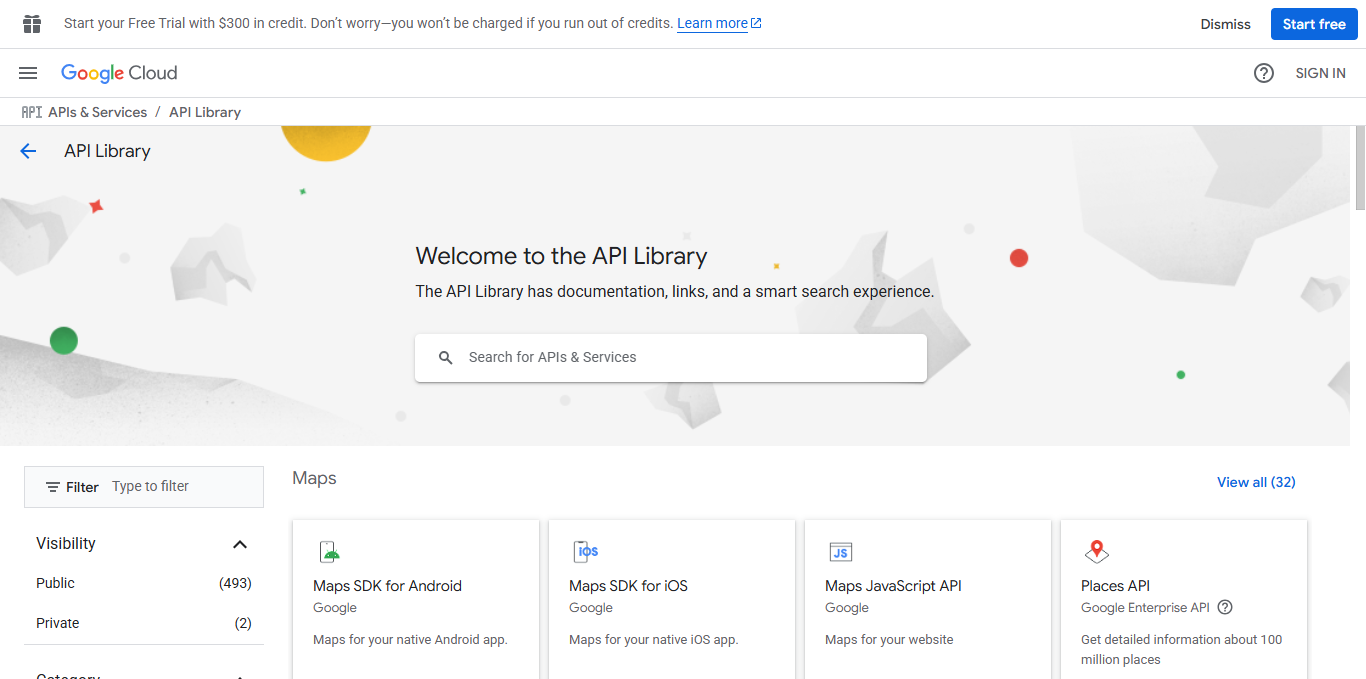 Start your Free Trial with $300 in credit. Don’t worry—you won’t be charged if you run out of credits. Learn more
Dismiss
Start free
Google Cloud
SIGN IN
API APIs & Services / API Library
API Library
Welcome to the API Library
The API Library has documentation, links, and a smart search experience.
Search for APIs & Services
Filter Type to filter
Visibility
Public (493)
Private (2)
Category
Maps
View all (32)
Maps SDK for Android
Google
Maps for your native Android app.
iOS
Maps SDK for iOS
Google
Maps for your native iOS app.
JS
Maps JavaScript API
Google
Maps for your website
Places API
Google Enterprise API
Get detailed information about 100
million places